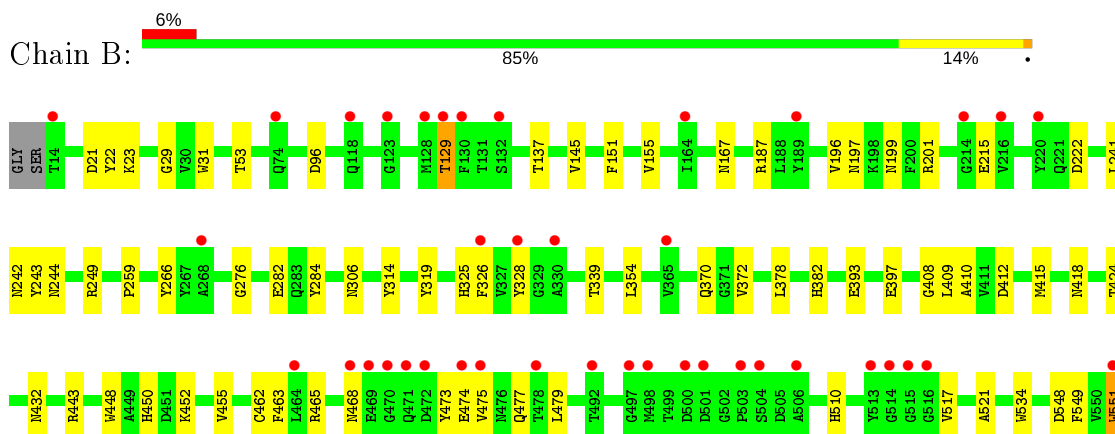 6%
Chain B:
85% 14% •
GLY SER T14 D21 Y22 K23 G29 V30 W31 T53 Q74 D96 Q118 G123 M128 T129 F130 T131 S132 T137 V145 F151 V155 I164 N167 R187 L188 Y189 V196 N197 K198 N199 F200 R201 G214 E215 V216 Y220 Q221 D222 L241
N242 Y243 N244 R249 P259 Y266 Y267 A268 G276 E282 Q283 Y284 N306 Y314 Y319 H325 F326 V327 Y328 G329 A330 T339 L354 V365 Q370 G371 V372 L378 H382 E393 E397 G408 L409 A410 V411 D412 M415 N418 T424
N432 R443 W448 A449 H450 D451 K452 V455 C462 F463 L464 R465 N468 E469 G470 Q471 D472 Y473 E474 V475 N476 Q477 T478 L479 T492 G497 M498 T499 D500 D501 G502 P503 S504 D505 A506 H510 Y513 G514 G515 G516 V517 A521 W534 D548 F549 V550